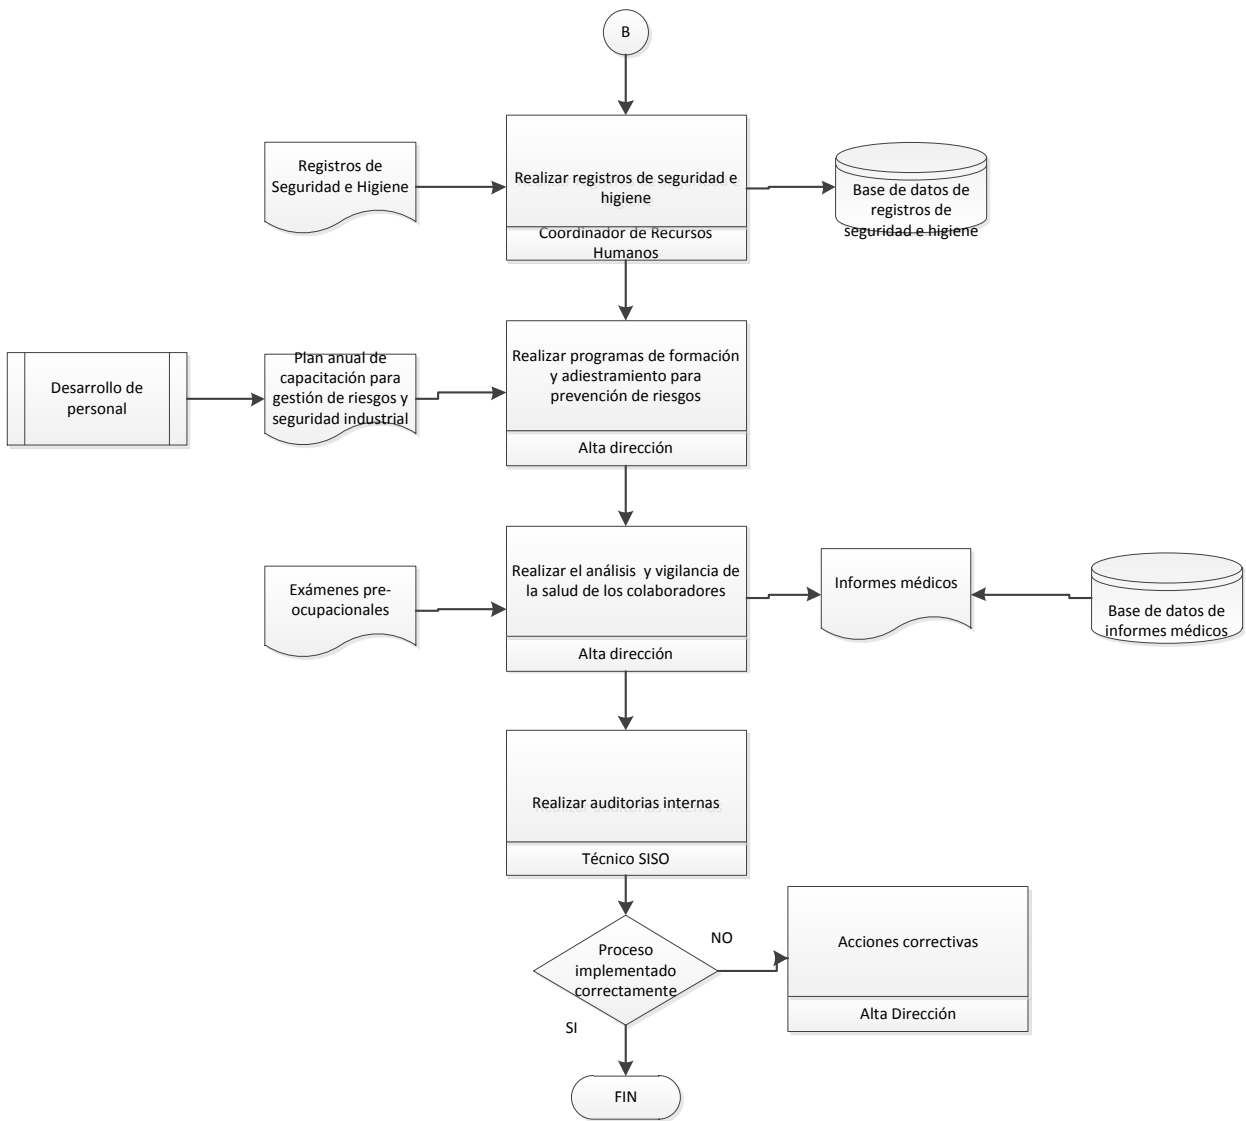 B
Registros de
Seguridad e Higiene
Realizar registros de seguridad e
higiene
Coordinador de Recursos
Humanos
Base de datos de
registros de
seguridad e higiene
Desarrollo de
personal
Plan anual de
capacitación para
gestión de riesgos y
seguridad industrial
Realizar programas de formación
y adiestramiento para
prevención de riesgos
Alta dirección
Exámenes pre-
ocupacionales
Realizar el análisis  y vigilancia de
la salud de los colaboradores
Alta dirección
Informes médicos
Base de datos de
informes médicos
Realizar auditorias internas
Técnico SISO
Proceso
implementado
correctamente
NO
Acciones correctivas
Alta Dirección
SI
FIN